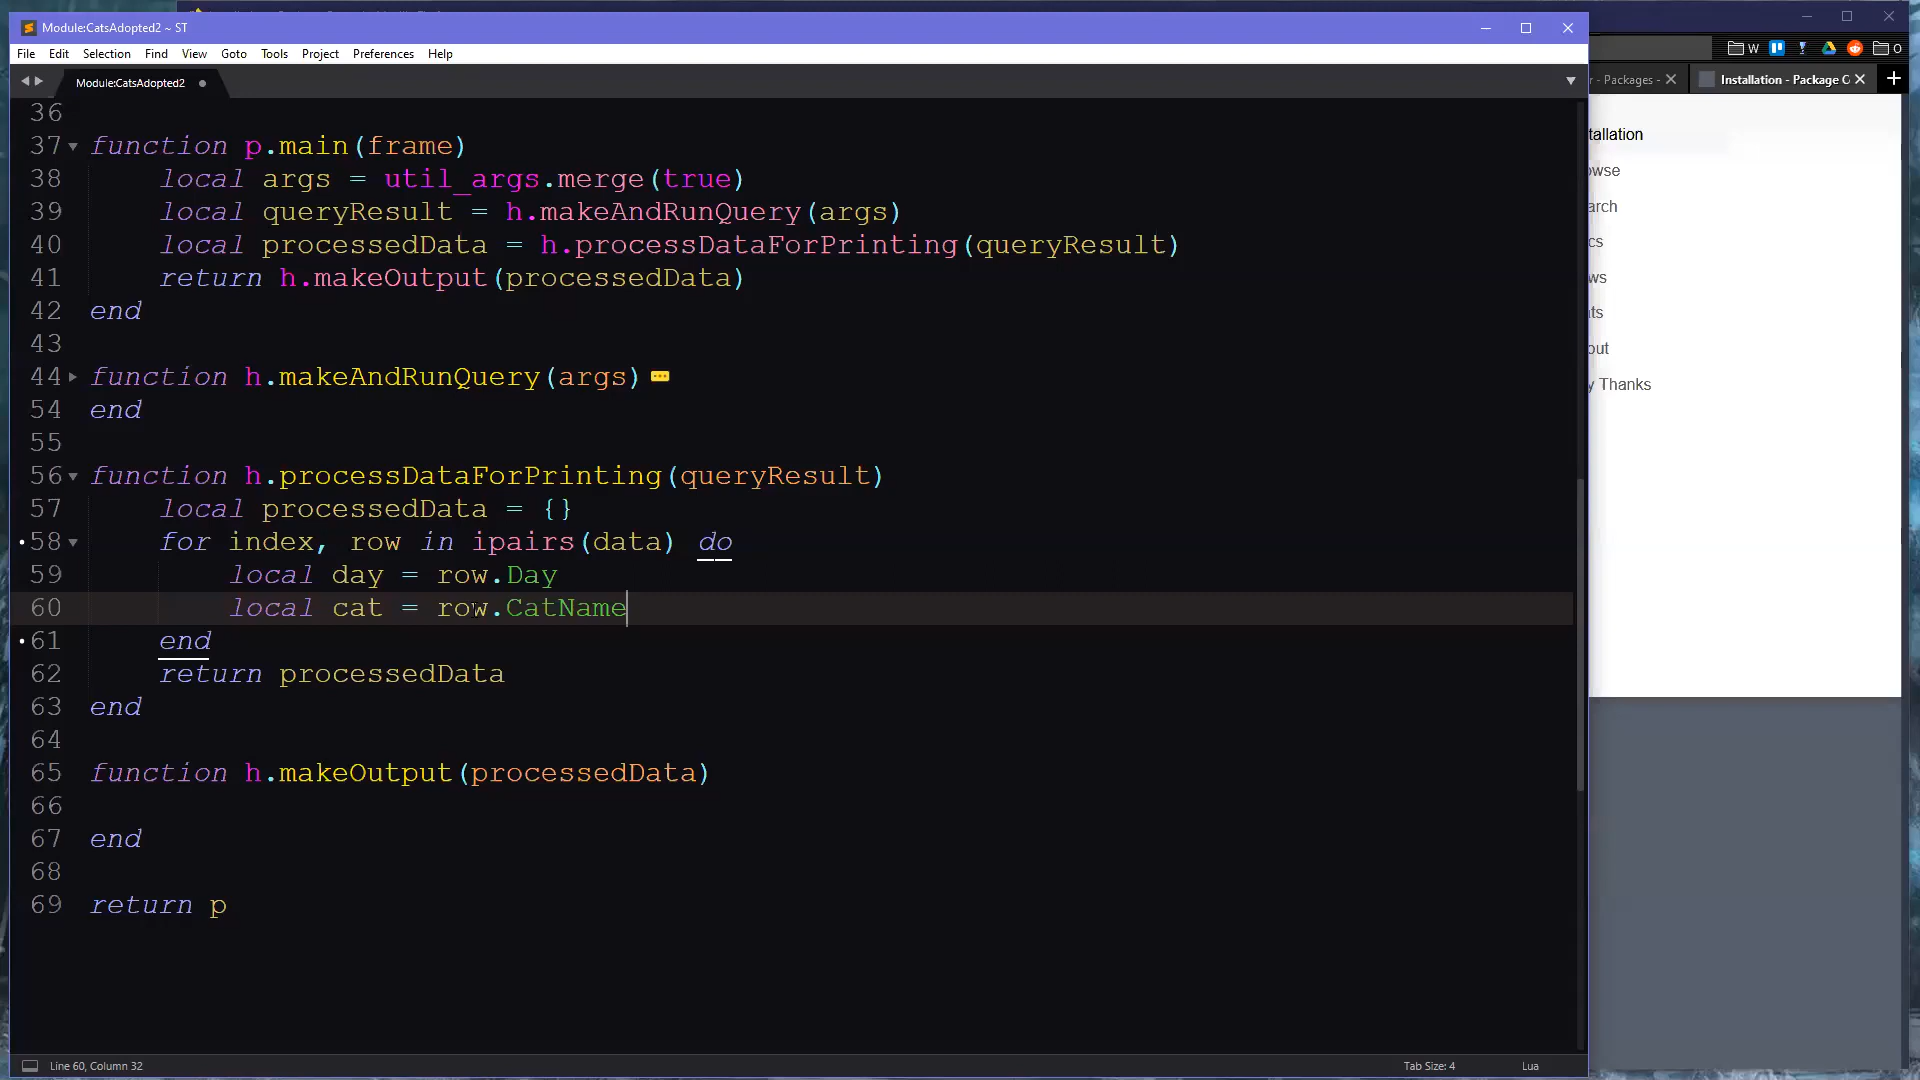 Module:CatsAdopted2 ~ ST
File Edit Selection Find View Goto Tools Project Preferences Help
W O
Module:CatsAdopted2
r - Packages - Installation - Package C
36
37 function p.main(frame)
38 local args = util_args.merge(true)
39 local queryResult = h.makeAndRunQuery(args)
40 local processedData = h.processDataForPrinting(queryResult)
41 return h.makeOutput(processedData)
42 end
43
44 function h.makeAndRunQuery(args)
54 end
55
56 function h.processDataForPrinting(queryResult)
57 local processedData = {}
58 for index, row in ipairs(data) do
59 local day = row.Day
60 local cat = row.CatName
61 end
62 return processedData
63 end
64
65 function h.makeOutput(processedData)
66
67 end
68
69 return p
tallation
owse
arch
cs
ws
ats
out
y Thanks
Line 60, Column 32
Tab Size: 4
Lua